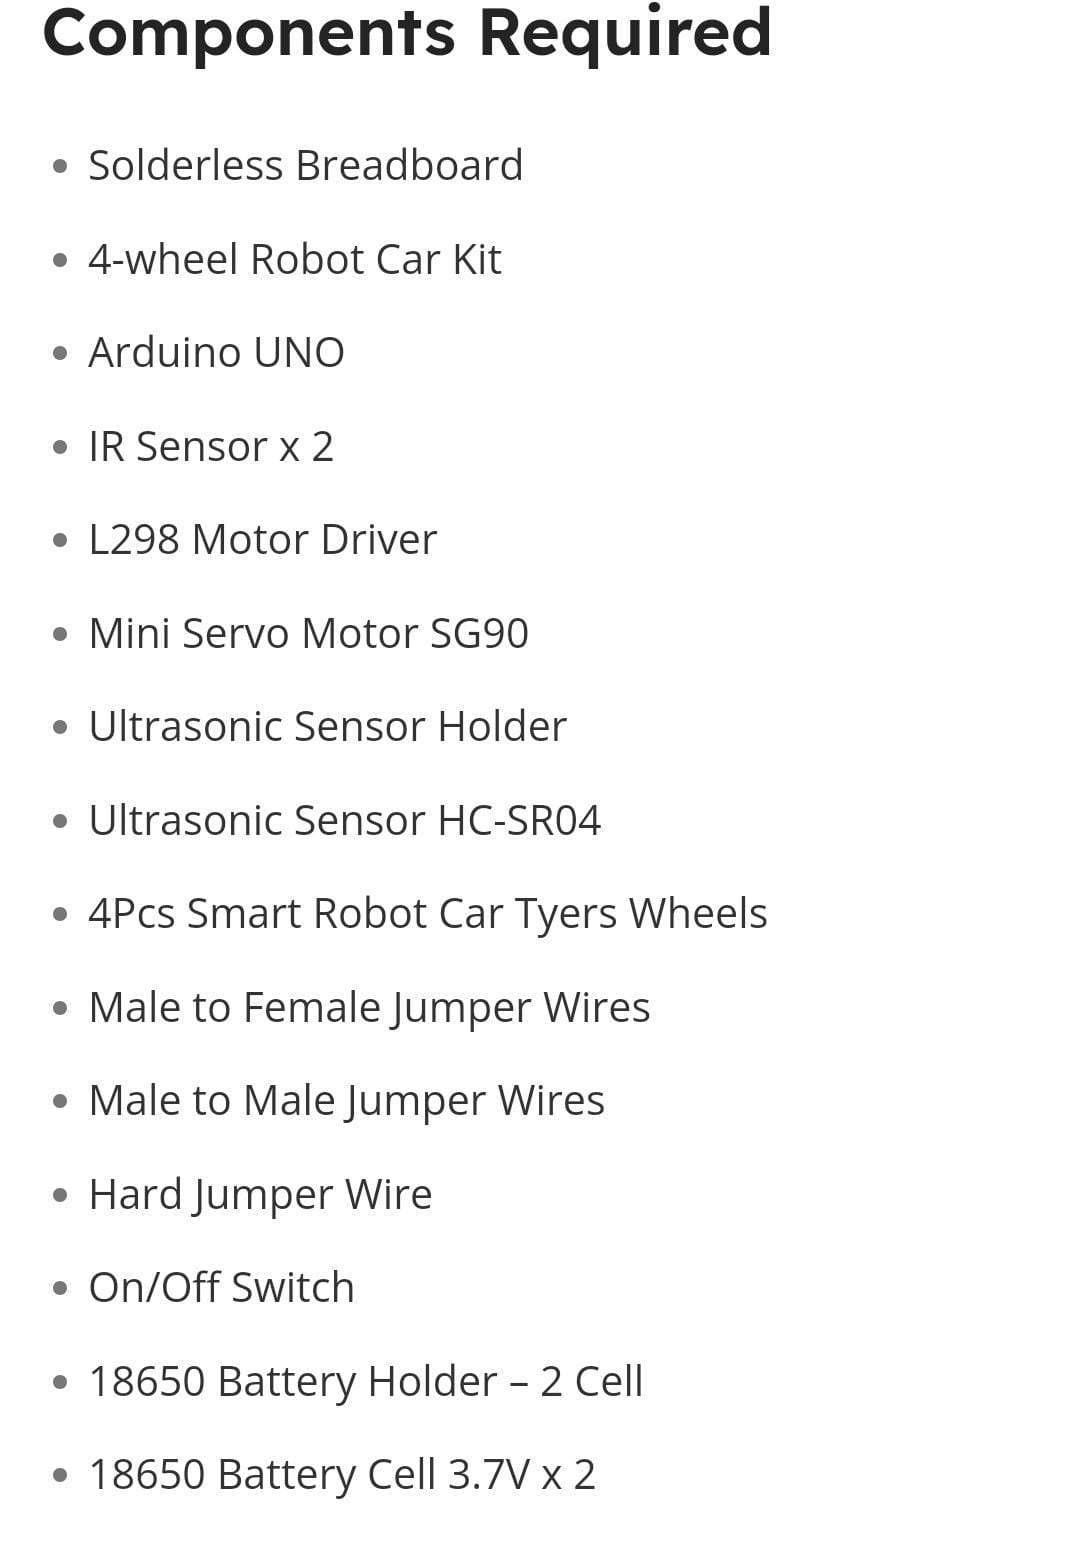 Components Required
Solderless Breadboard
4-wheel Robot Car Kit
Arduino UNO
IR Sensor x 2
L298 Motor Driver
Mini Servo Motor SG90
Ultrasonic Sensor Holder
Ultrasonic Sensor HC-SR04
4Pcs Smart Robot Car Tyers Wheels
Male to Female Jumper Wires
Male to Male Jumper Wires
Hard Jumper Wire
On/Off Switch
18650 Battery Holder – 2 Cell
18650 Battery Cell 3.7V x 2